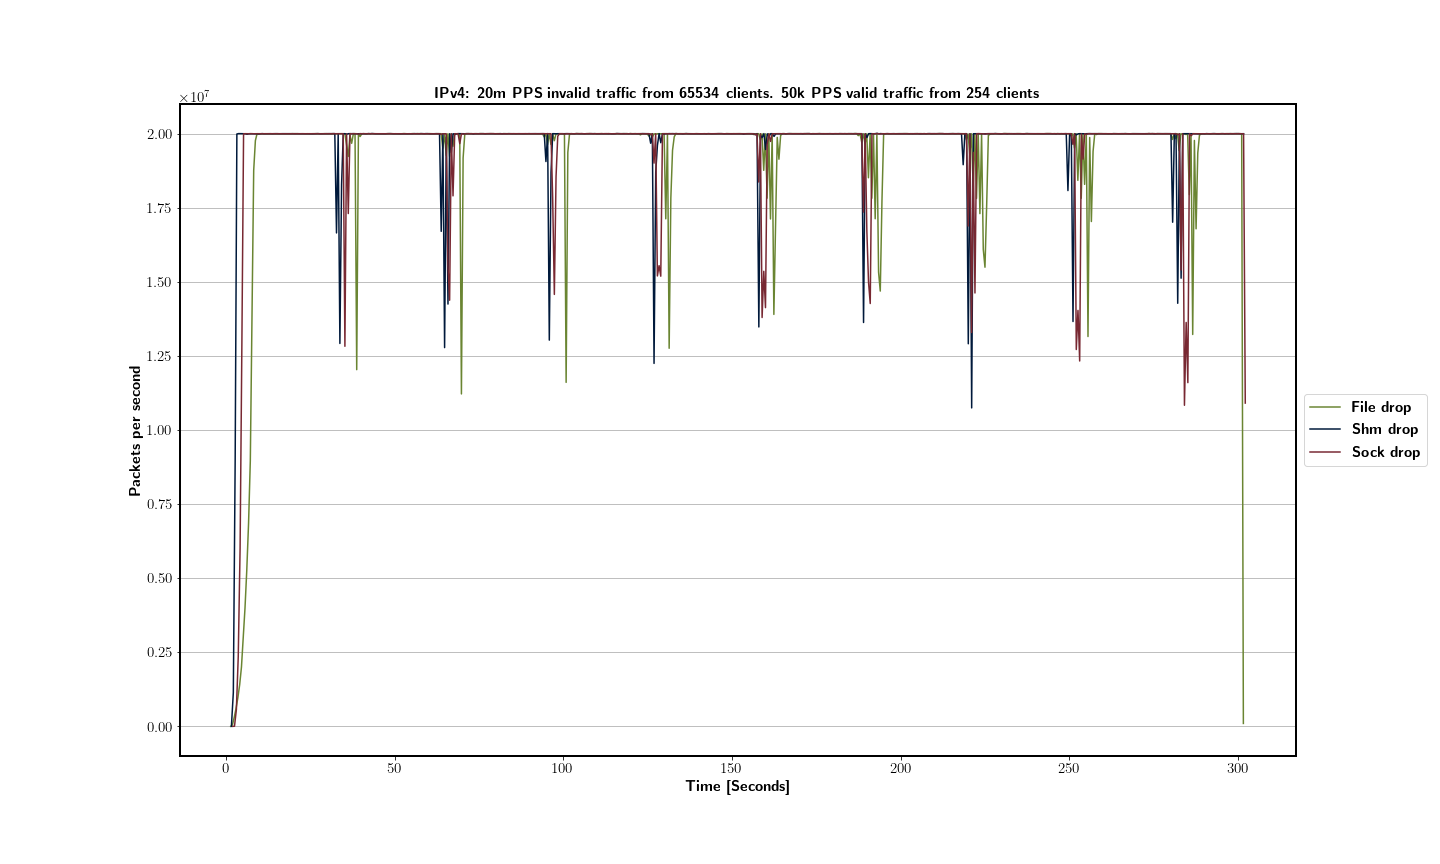 IPv4: 20m PPS invalid traffic from 65534 clients. 50k PPS valid traffic from 254 clients
×10⁷
2.00
1.75
1.50
1.25
1.00
0.75
0.50
0.25
0.00
Packets per second
0 50 100 150 200 250 300
Time [Seconds]
File drop
Shm drop
Sock drop